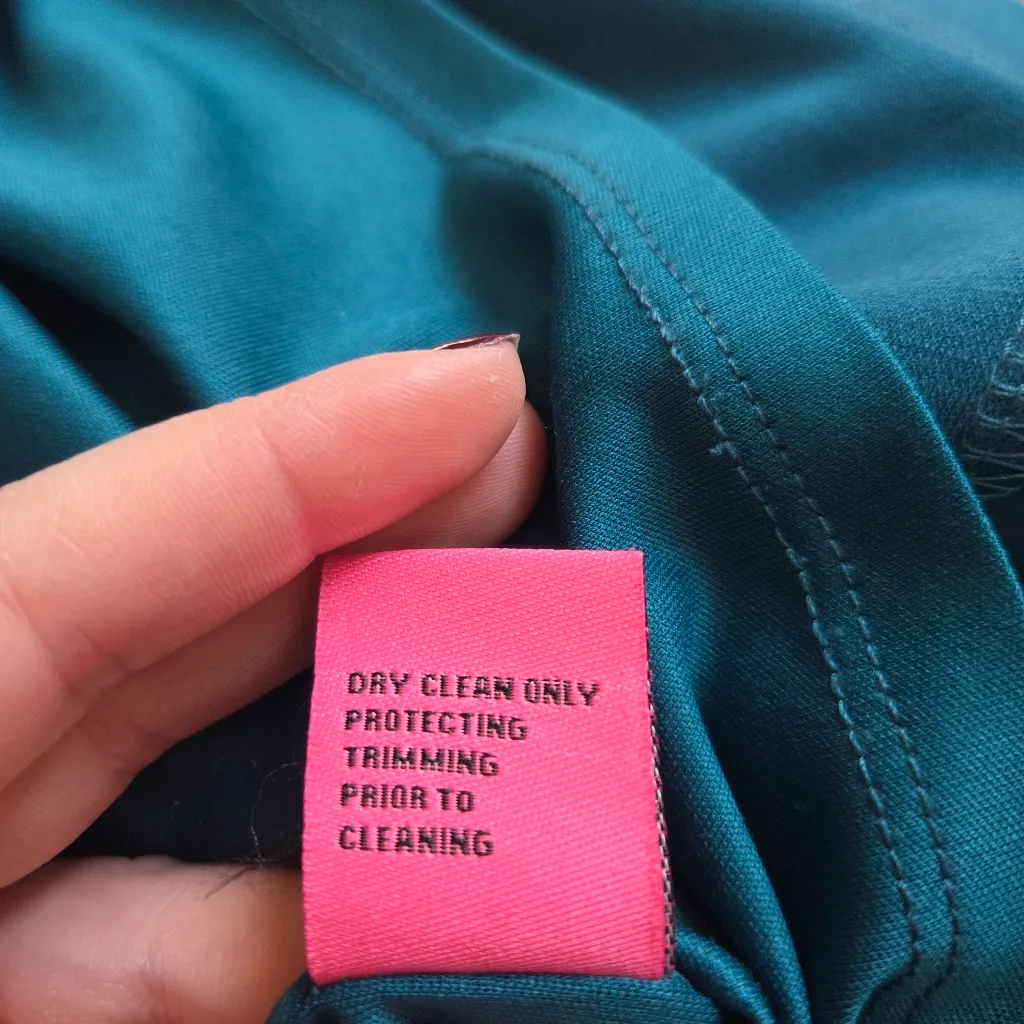 DRY CLEAN ONLY
PROTECTING
TRIMMING
PRIOR TO
CLEANING